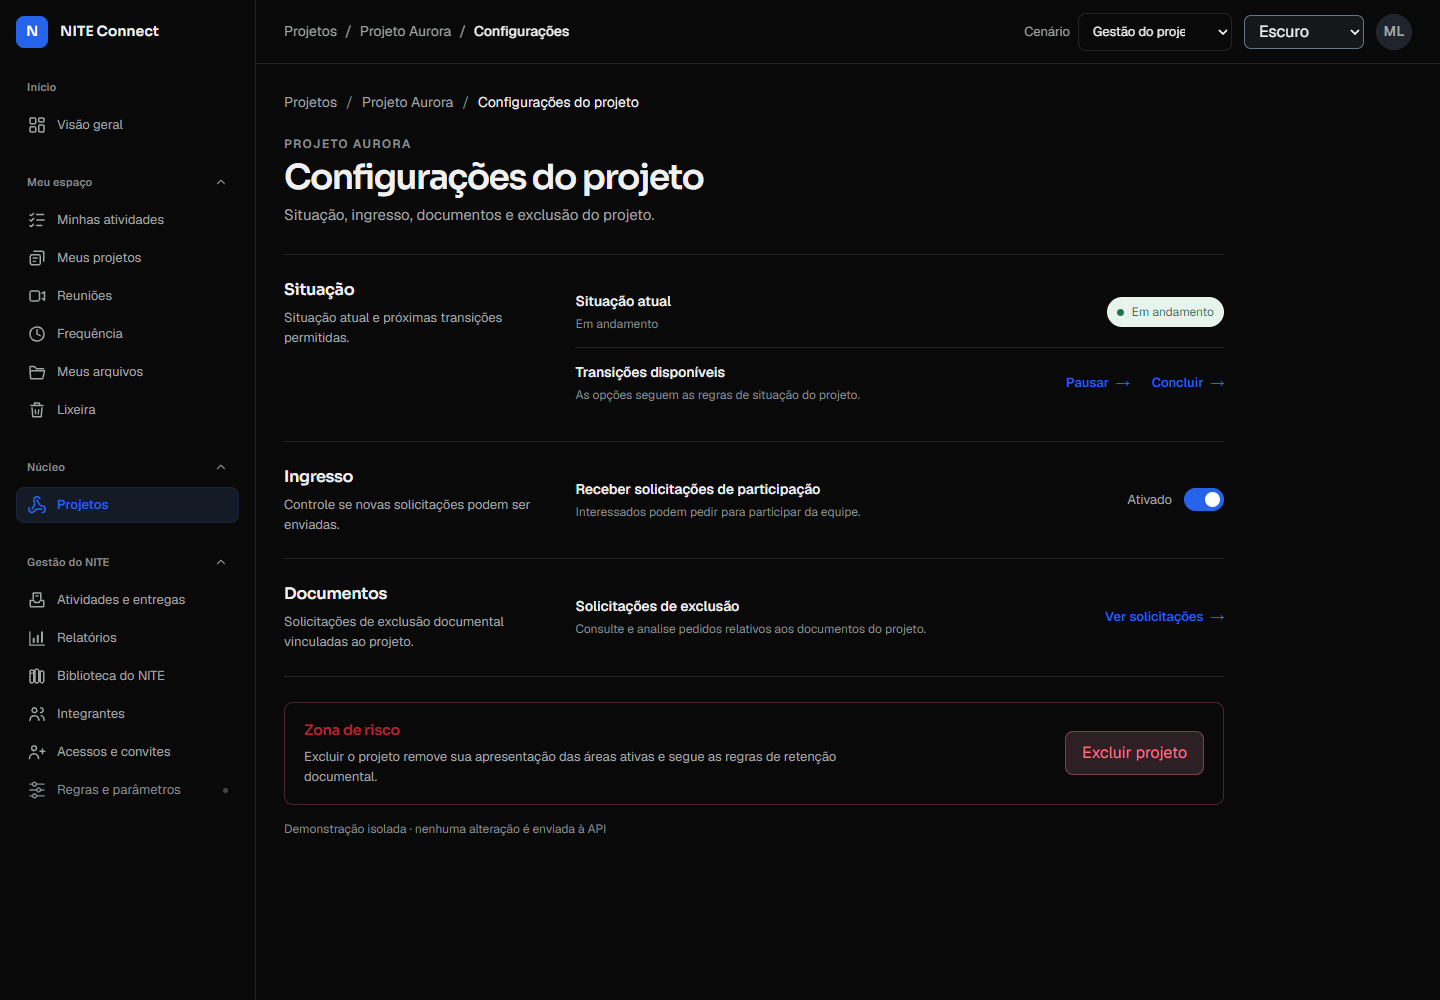 N NITE Connect
Projetos / Projeto Aurora / Configurações
Cenário
Gestão do proje
Escuro
ML
Início
Visão geral
Meu espaço
Minhas atividades
Meus projetos
Reuniões
Frequência
Meus arquivos
Lixeira
Núcleo
Projetos
Gestão do NITE
Atividades e entregas
Relatórios
Biblioteca do NITE
Integrantes
Acessos e convites
Regras e parâmetros
Projetos / Projeto Aurora / Configurações do projeto
PROJETO AURORA
Configurações do projeto
Situação, ingresso, documentos e exclusão do projeto.
Situação
Situação atual e próximas transições
permitidas.
Situação atual
Em andamento
Em andamento
Transições disponíveis
As opções seguem as regras de situação do projeto.
Pausar → Concluir →
Ingresso
Controle se novas solicitações podem ser
enviadas.
Receber solicitações de participação
Interessados podem pedir para participar da equipe.
Ativado
Documentos
Solicitações de exclusão documental
vinculadas ao projeto.
Solicitações de exclusão
Consulte e analise pedidos relativos aos documentos do projeto.
Ver solicitações →
Zona de risco
Excluir o projeto remove sua apresentação das áreas ativas e segue as regras de retenção
documental.
Excluir projeto
Demonstração isolada · nenhuma alteração é enviada à API